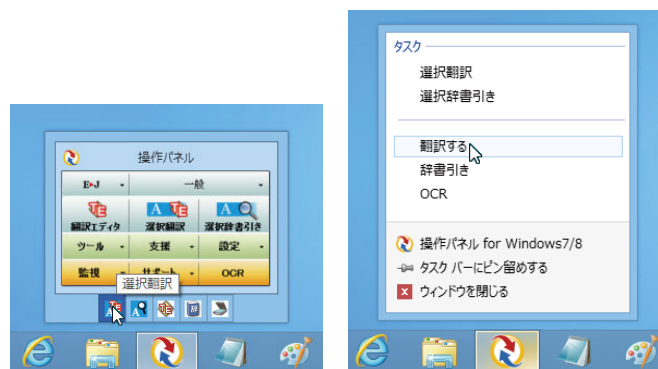 操作パネル
E▸J
一般
翻訳エディタ
選択翻訳
選択辞書引き
ツール
支援
設定
監視
サポート
OCR
選択翻訳
タスク
選択翻訳
選択辞書引き
翻訳する
辞書引き
OCR
操作パネル for Windows7/8
タスク バーにピン留めする
ウィンドウを閉じる